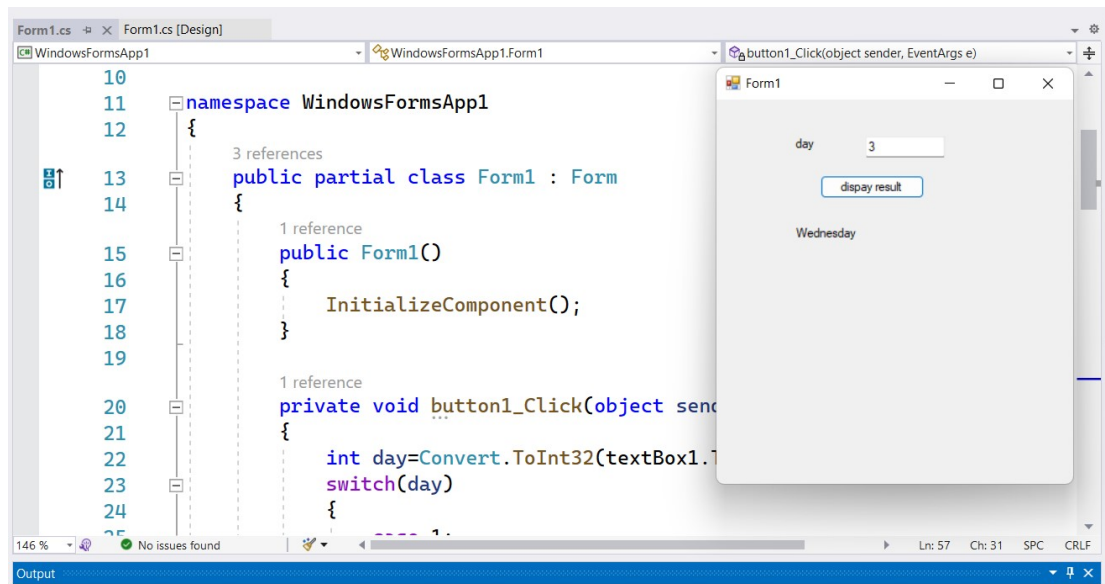 Form1.cs Form1.cs [Design]
C# WindowsFormsApp1 WindowsFormsApp1.Form1 button1_Click(object sender, EventArgs e)
10
11 namespace WindowsFormsApp1
12 {
3 references
13 public partial class Form1 : Form
14 {
1 reference
15 public Form1()
16 {
17 InitializeComponent();
18 }
19
1 reference
20 private void button1_Click(object send
21 {
22 int day=Convert.ToInt32(textBox1.
23 switch(day)
24 {
Form1
day 3
dispay result
Wednesday
146 % No issues found Ln: 57 Ch: 31 SPC CRLF
Output